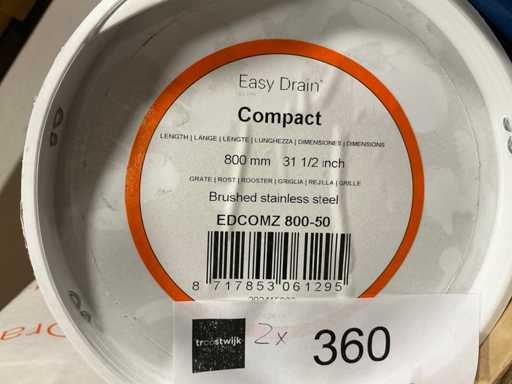 Easy Drain
Compact
LENGTH | LÄNGE | LENGTE | LUNGHEZZA | DIMENSIONES | DIMENSIONS
800 mm 31 1/2 inch
GRATE | ROST | ROOSTER | GRIGLIA | REJILLA | GRILLE
Brushed stainless steel
EDCOMZ 800-50
8 717853 061295
troostwijk 2x 360